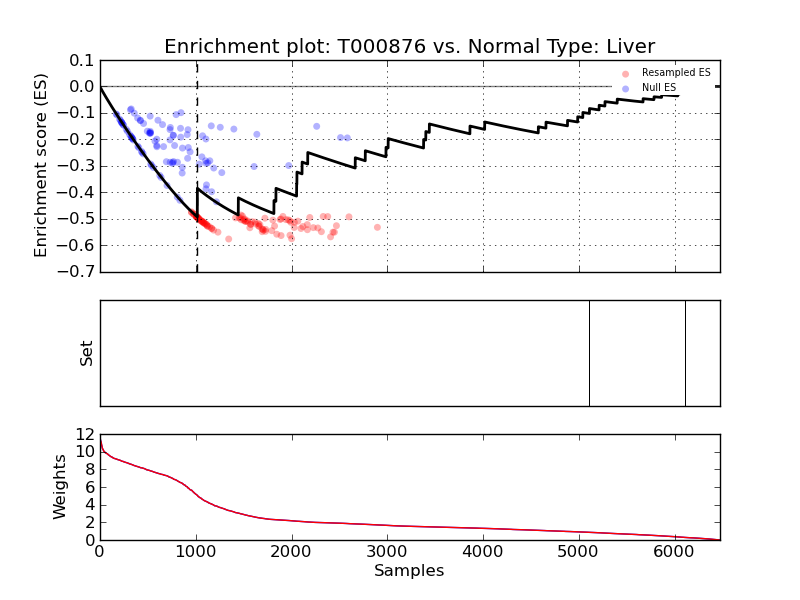 Enrichment plot: T000876 vs. Normal Type: Liver
0.1
0.0
−0.1
−0.2
−0.3
−0.4
−0.5
−0.6
−0.7
Enrichment score (ES)
Resampled ES
Null ES
Set
12
10
8
6
4
2
0
Weights
0 1000 2000 3000 4000 5000 6000
Samples